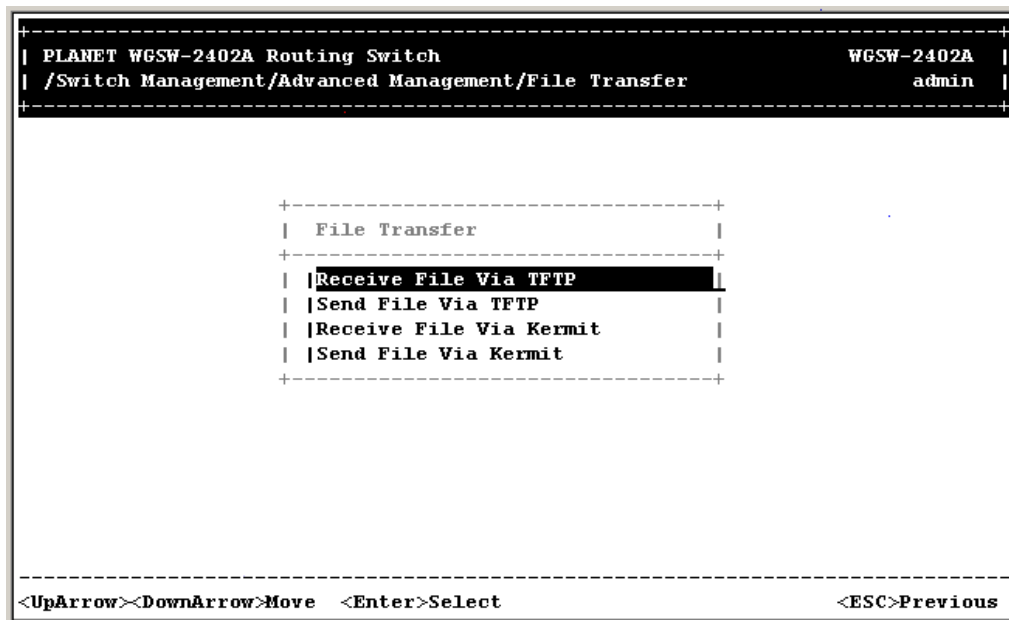 PLANET WGSW-2402A Routing Switch WGSW-2402A
/Switch Management/Advanced Management/File Transfer admin
File Transfer
Receive File Via TFTP
Send File Via TFTP
Receive File Via Kermit
Send File Via Kermit
<UpArrow><DownArrow>Move <Enter>Select <ESC>Previous